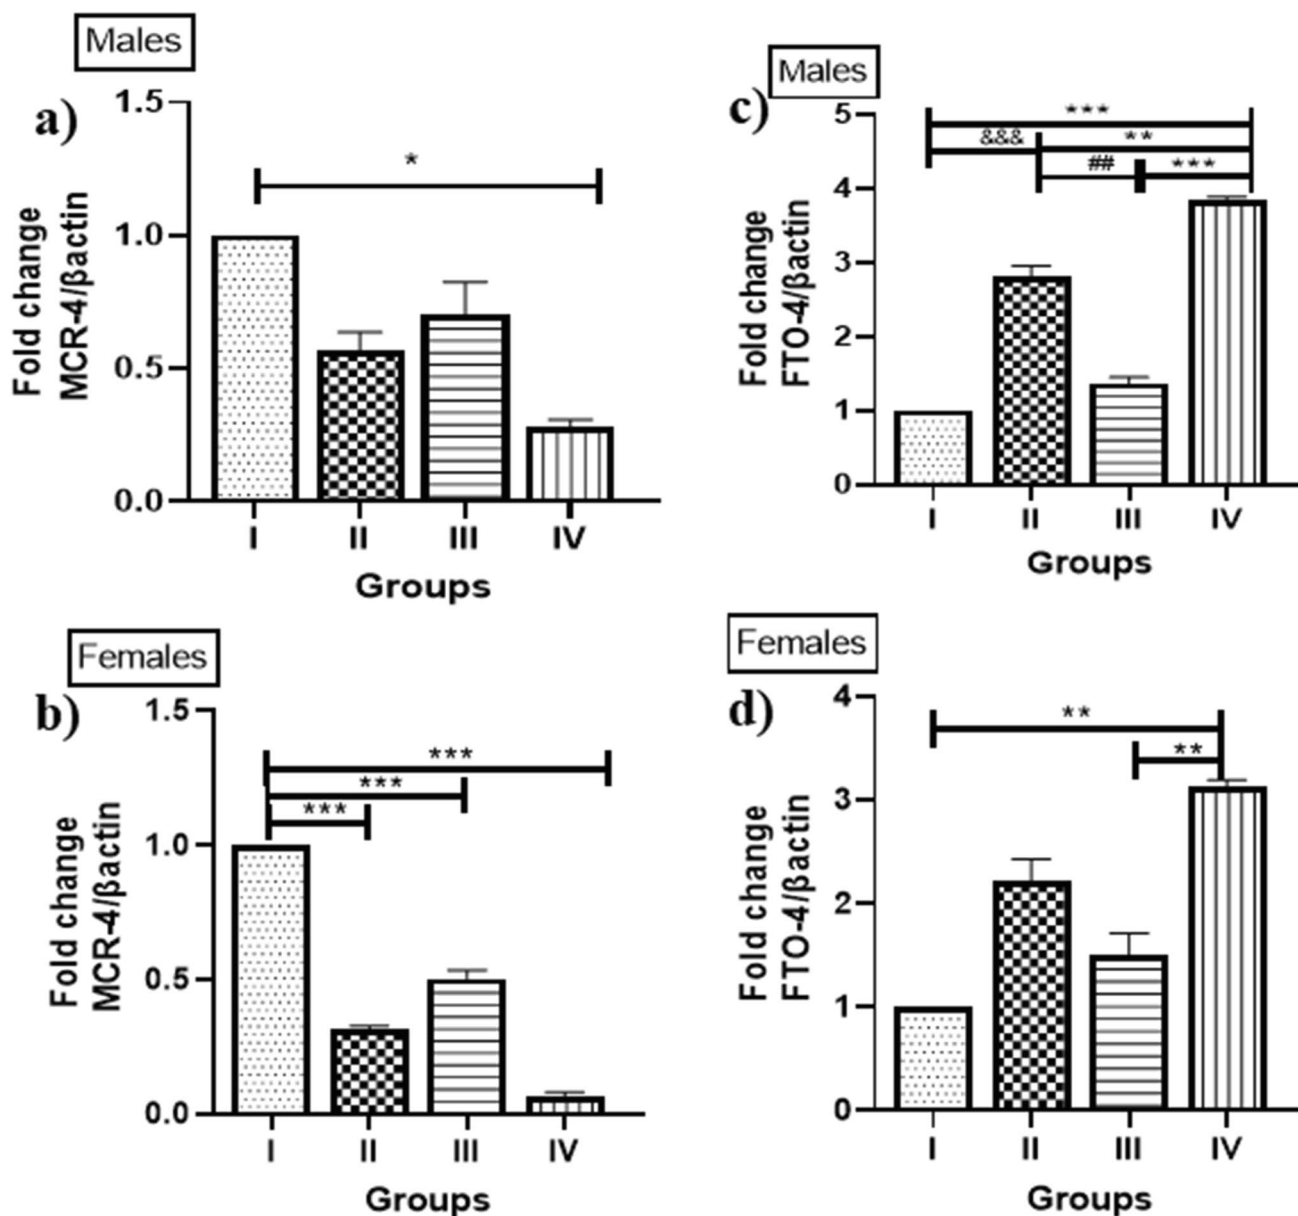 Males
a)
Fold change
MCR-4/βactin
1.5
1.0
0.5
0.0
*
I II III IV
Groups
Males
c)
Fold change
FTO-4/βactin
5
4
3
2
1
0
***
&&& **
## ***
I II III IV
Groups
Females
b)
Fold change
MCR-4/βactin
1.5
1.0
0.5
0.0
***
***
***
I II III IV
Groups
Females
d)
Fold change
FTO-4/βactin
4
3
2
1
0
**
**
I II III IV
Groups